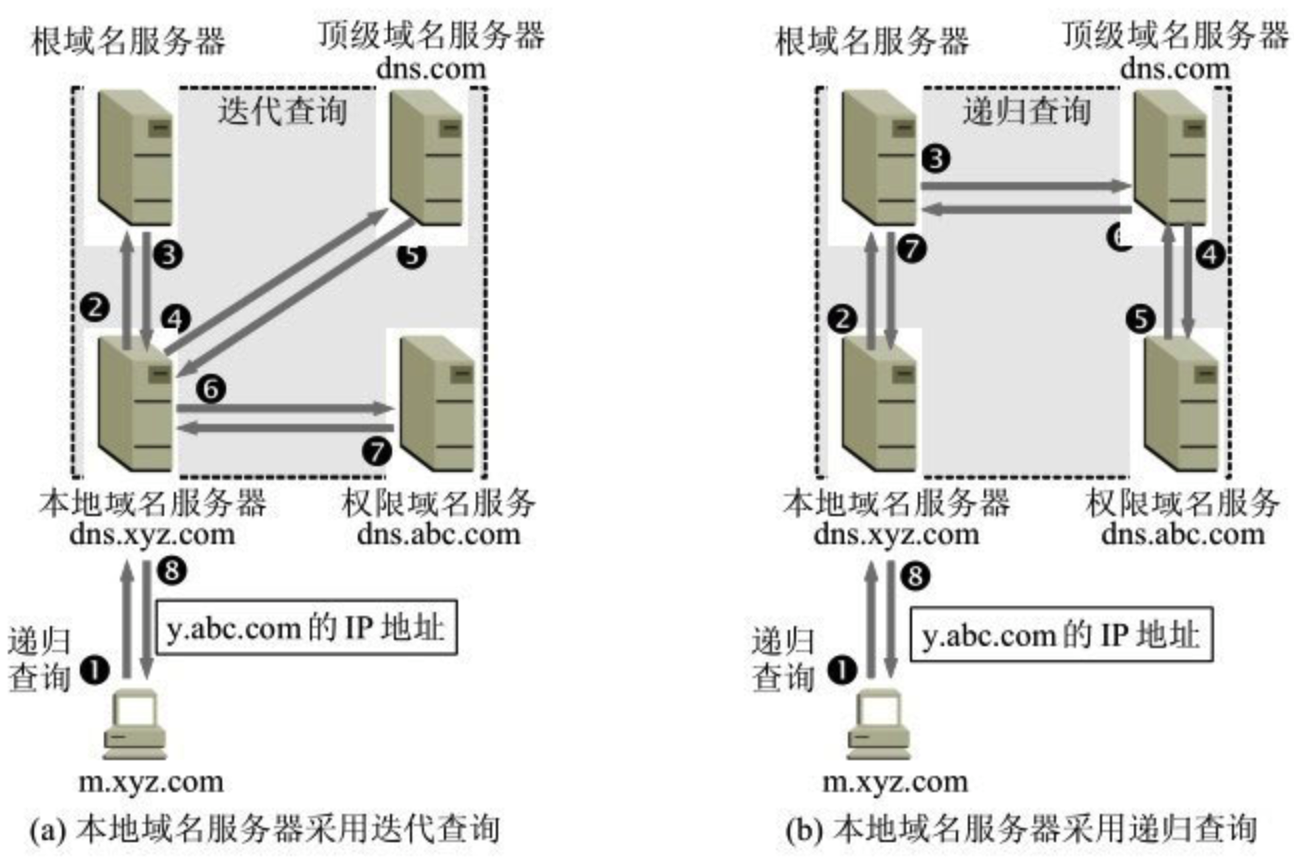 根域名服务器
顶级域名服务器
dns.com
迭代查询
❸
❺
❷
❹
❻
❼
本地域名服务器
dns.xyz.com
权限域名服务
dns.abc.com
❽
y.abc.com 的 IP 地址
递归
查询
❶
m.xyz.com
(a) 本地域名服务器采用迭代查询
根域名服务器
顶级域名服务器
dns.com
递归查询
❸
❼
❹
❷
❺
本地域名服务器
dns.xyz.com
权限域名服务
dns.abc.com
❽
y.abc.com 的 IP 地址
递归
查询
❶
m.xyz.com
(b) 本地域名服务器采用递归查询